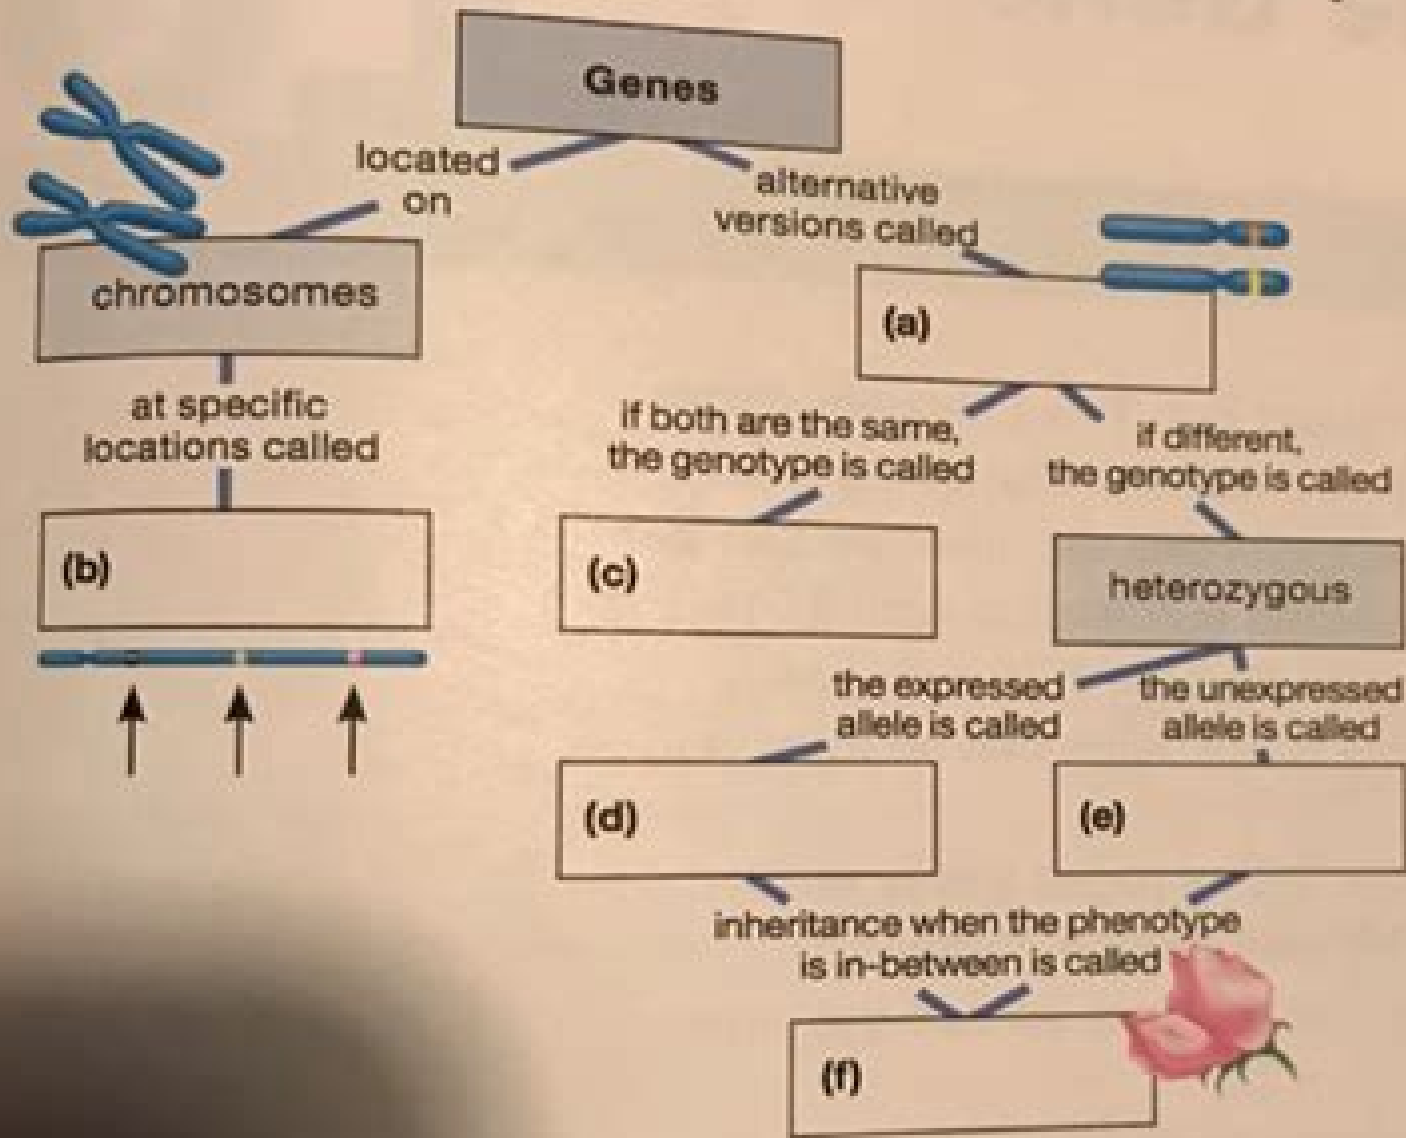 Genes
located
on
alternative
versions called
chromosomes
(a)
at specific
locations called
if both are the same,
the genotype is called
if different,
the genotype is called
(b)
(c)
heterozygous
the expressed
allele is called
the unexpressed
allele is called
(d)
(e)
inheritance when the phenotype
is in-between is called
(f)